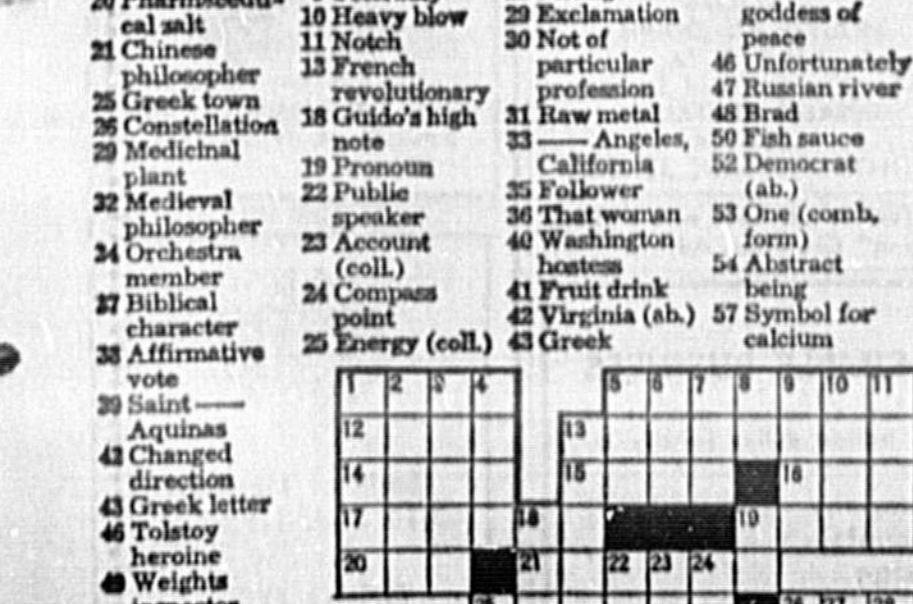 cal salt
21 Chinese
philosopher
25 Greek town
26 Constellation
29 Medicinal
plant
32 Medieval
philosopher
34 Orchestra
member
37 Biblical
character
38 Affirmative
vote
39 Saint ——
Aquinas
42 Changed
direction
43 Greek letter
46 Tolstoy
heroine
49 Weights
10 Heavy blow
11 Notch
13 French
revolutionary
18 Guido's high
note
19 Pronoun
22 Public
speaker
23 Account
(coll.)
24 Compass
point
25 Energy (coll.)
29 Exclamation
30 Not of
particular
profession
31 Raw metal
33 —— Angeles,
California
35 Follower
36 That woman
40 Washington
hostess
41 Fruit drink
42 Virginia (ab.)
43 Greek
goddess of
peace
46 Unfortunately
47 Russian river
48 Brad
50 Fish sauce
52 Democrat
(ab.)
53 One (comb.
form)
54 Abstract
being
57 Symbol for
calcium
1 2 3 4 5 6 7 8 9 10 11
12 13
14 15 16
17 18 19
20 21 22 23 24